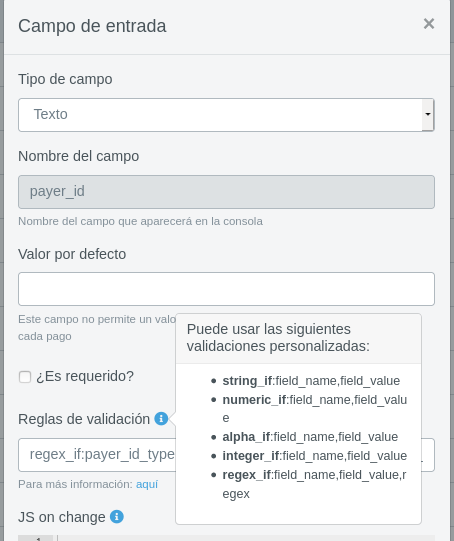 Campo de entrada ×
Tipo de campo
Texto
Nombre del campo
payer_id
Nombre del campo que aparecerá en la consola
Valor por defecto
Este campo no permite un valo
cada pago
¿Es requerido?
Reglas de validación
regex_if:payer_id_type
Para más información: aquí
JS on change
Puede usar las siguientes
validaciones personalizadas:
• string_if:field_name,field_value
• numeric_if:field_name,field_valu
e
• alpha_if:field_name,field_value
• integer_if:field_name,field_value
• regex_if:field_name,field_value,r
egex